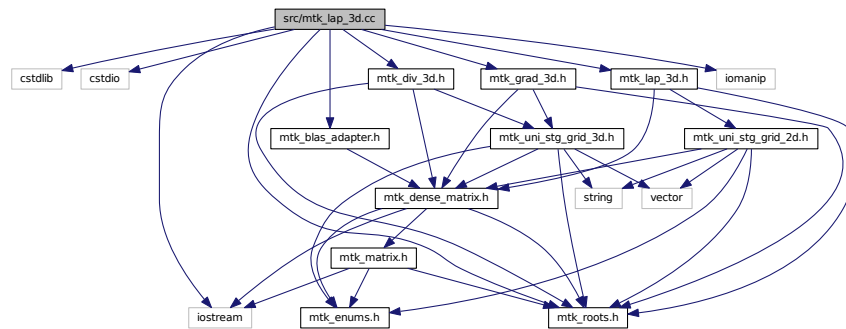 src/mtk_lap_3d.cc
cstdlib
cstdio
mtk_div_3d.h
mtk_grad_3d.h
mtk_lap_3d.h
iomanip
mtk_blas_adapter.h
mtk_uni_stg_grid_3d.h
mtk_uni_stg_grid_2d.h
mtk_dense_matrix.h
string
vector
mtk_matrix.h
iostream
mtk_enums.h
mtk_roots.h